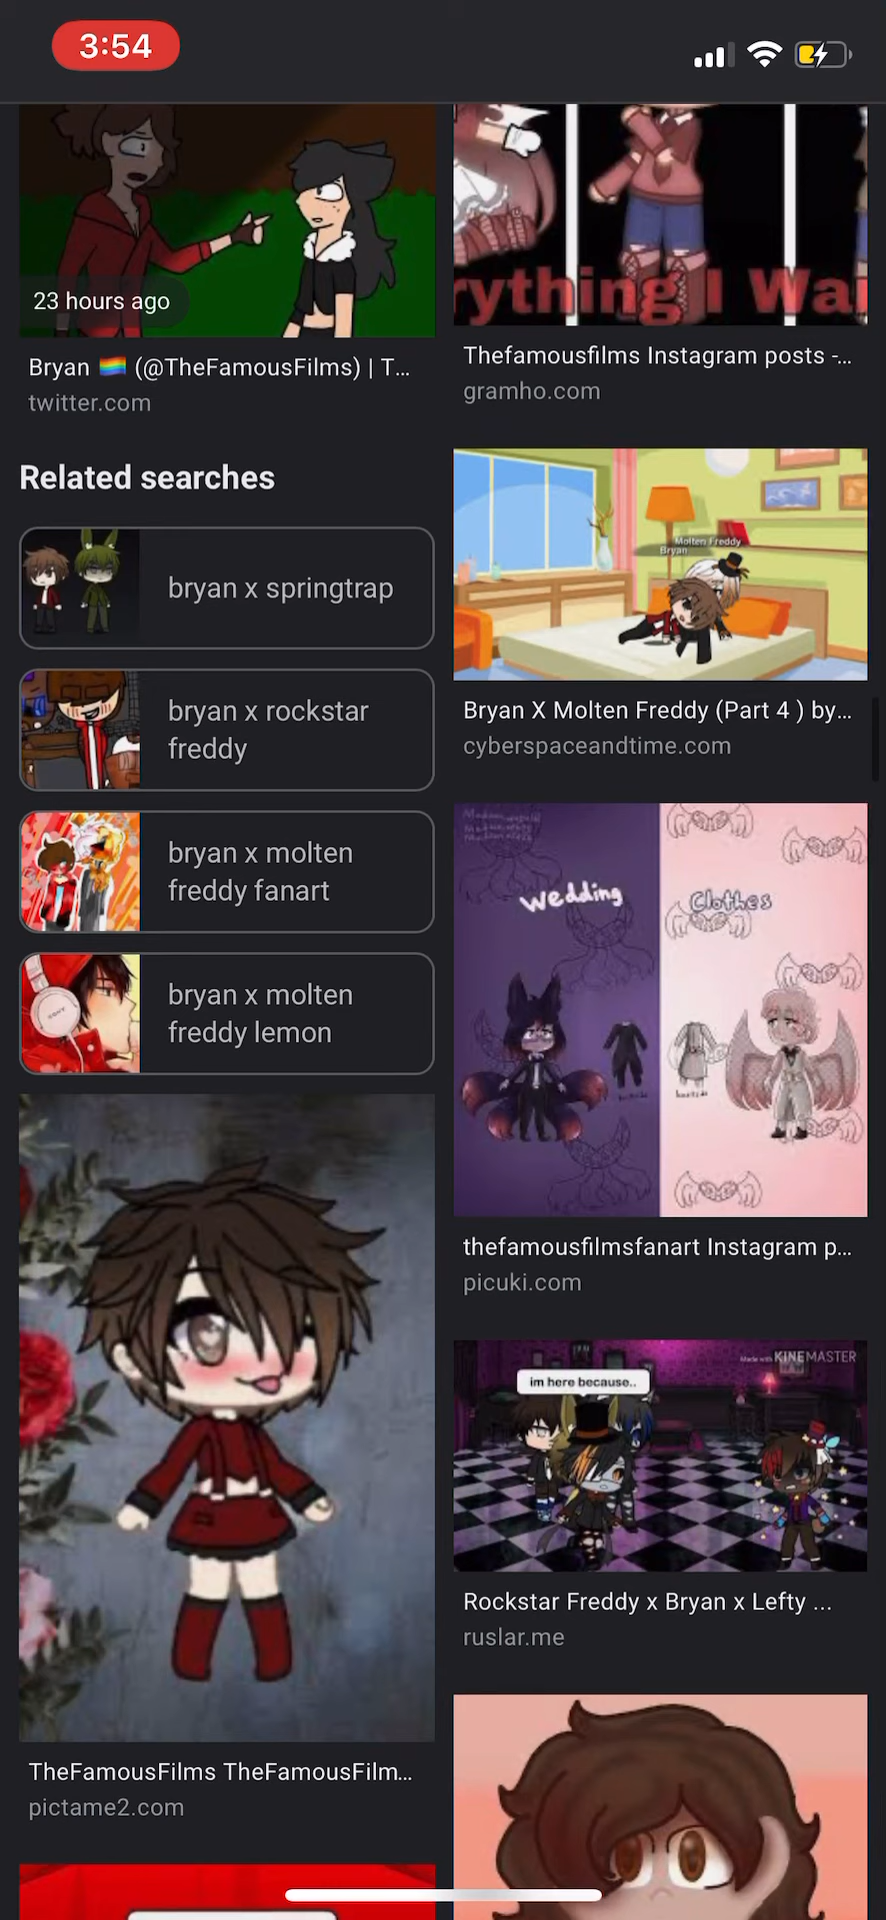 3:54
23 hours ago
Bryan 🏳️‍🌈 (@TheFamousFilms) | T...
twitter.com
rything I Wa
Thefamousfilms Instagram posts -...
gramho.com
Related searches
bryan x springtrap
bryan x rockstar
freddy
bryan x molten
freddy fanart
bryan x molten
freddy lemon
Molten Freddy
Bryan
Bryan X Molten Freddy (Part 4 ) by...
cyberspaceandtime.com
wedding
Clothes
thefamousfilmsfanart Instagram p...
picuki.com
SONY
Made with KINEMASTER
im here because..
Rockstar Freddy x Bryan x Lefty ...
ruslar.me
TheFamousFilms TheFamousFilm...
pictame2.com